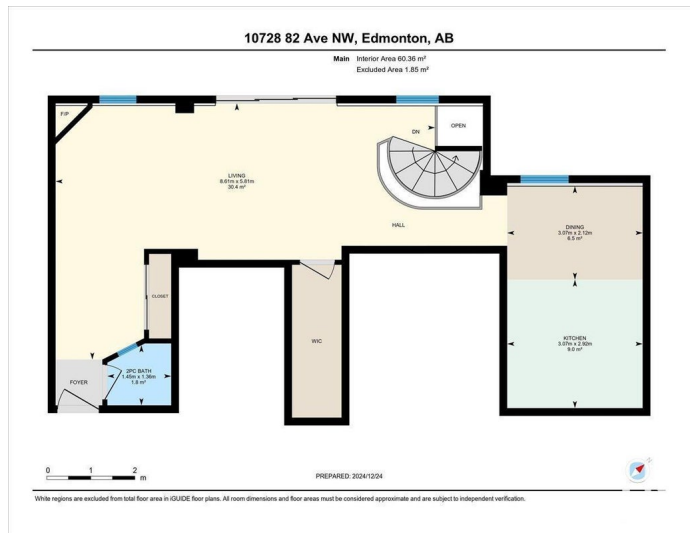 10728 82 Ave NW, Edmonton, AB
Main Interior Area 60.36 m²
Excluded Area 1.85 m²
F/P
DN
OPEN
LIVING
8.61m x 5.81m
30.4 m²
HALL
DINING
3.07m x 2.12m
6.5 m²
CLOSET
KITCHEN
3.07m x 2.92m
9.0 m²
WIC
2PC BATH
1.45m x 1.36m
1.8 m²
FOYER
0 1 2
m
PREPARED: 2024/12/24
White regions are excluded from total floor area in iGUIDE floor plans. All room dimensions and floor areas must be considered approximate and are subject to independent verification.